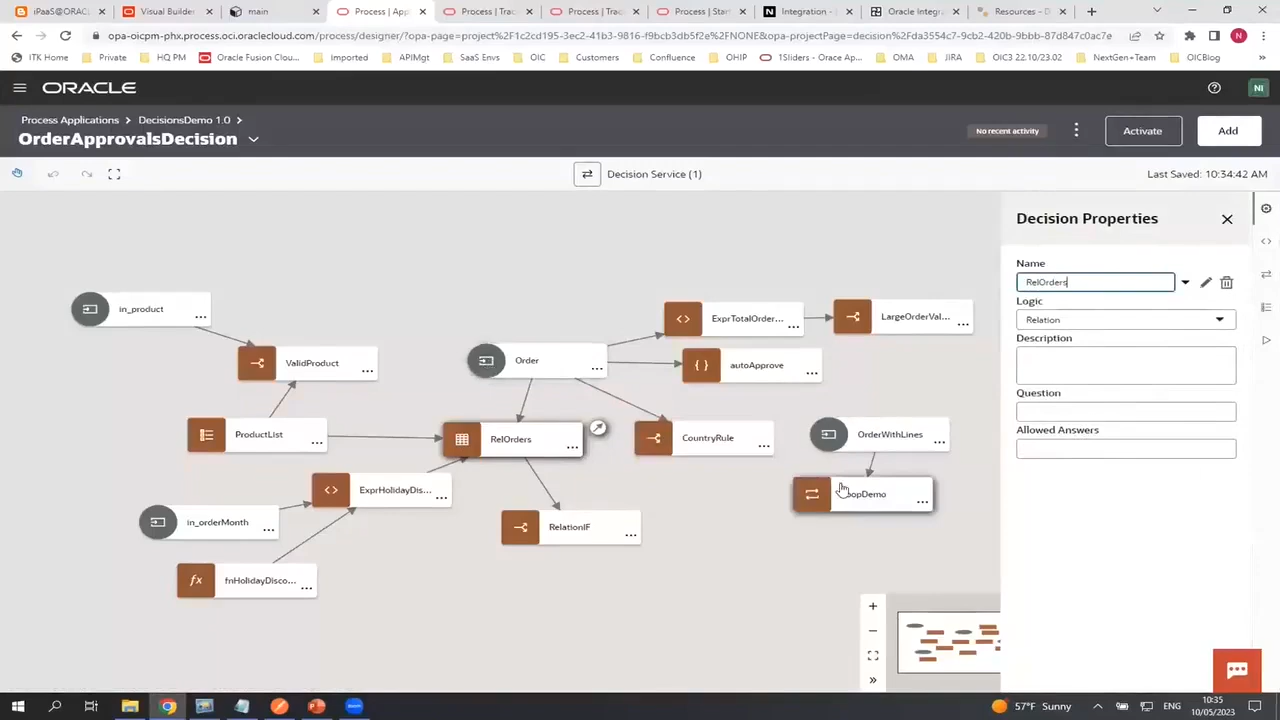 iPaaS@ORAC
Visual Builder
main
Process | App
Process | Trac
Process | Trac
Process | Start
Integration -
Oracle Integr
Resources - D
opa-oicpm-phx.process.oci.oraclecloud.com/process/designer/?opa-page=project%2F1c2cd195-3ec2-41b3-9816-f9bcb3db5f2e%2FNONE&opa-projectPage=decision%2Fda3554c7-9cb2-420b-9bbb-87d847c0ac7e
N
ITK Home
Private
HQ PM
Oracle Fusion Clou...
Imported
APIMgt
SaaS Envs
OIC
Customers
Confluence
OHIP
1Sliders - Orace Ap...
OMA
JIRA
OIC3 22.10/23.02
NextGen+Team
OICBlog
»
ORACLE
NI
Process Applications > DecisionsDemo 1.0 >
OrderApprovalsDecision
No recent activity
Activate
Add
Decision Service (1)
Last Saved: 10:34:42 AM
Decision Properties
Name
RelOrders
Logic
Relation
Description
Question
Allowed Answers
in_product
ValidProduct
ProductList
Order
ExprTotalOrder...
LargeOrderVal...
autoApprove
RelOrders
CountryRule
OrderWithLines
ExprHolidayDis...
oopDemo
in_orderMonth
RelationIF
fx
fnHolidayDisco...
57°F Sunny
ENG
10:35
10/05/2023